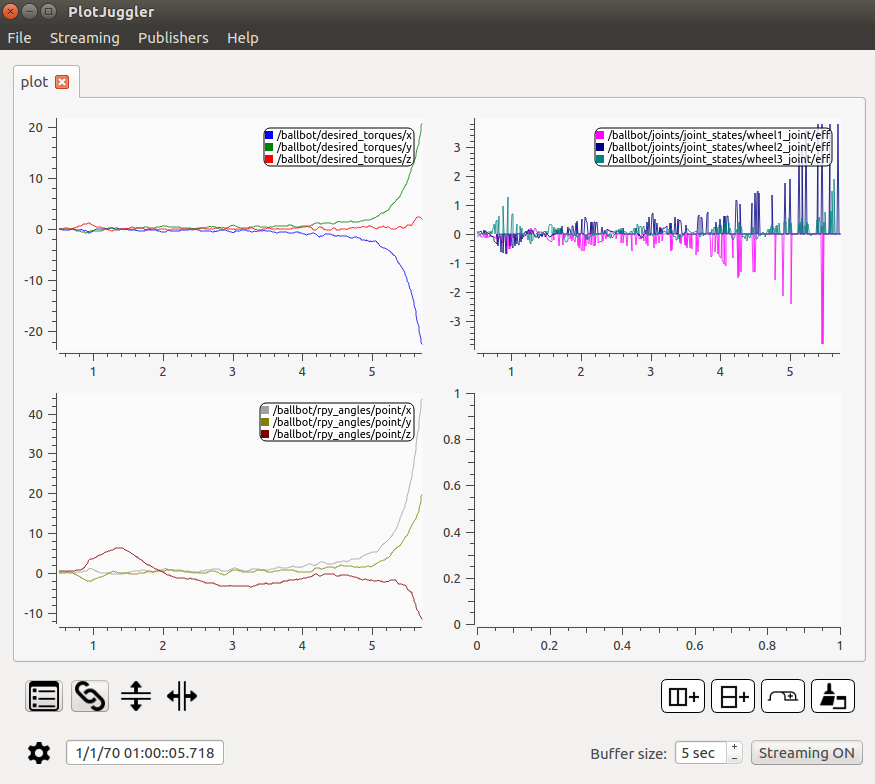 PlotJuggler
File Streaming Publishers Help
plot
/ballbot/desired_torques/x
/ballbot/desired_torques/y
/ballbot/desired_torques/z
20
10
0
-10
-20
1 2 3 4 5
/ballbot/joints/joint_states/wheel1_joint/eff
/ballbot/joints/joint_states/wheel2_joint/eff
/ballbot/joints/joint_states/wheel3_joint/eff
3
2
1
0
-1
-2
-3
1 2 3 4 5
/ballbot/rpy_angles/point/x
/ballbot/rpy_angles/point/y
/ballbot/rpy_angles/point/z
40
30
20
10
0
-10
1 2 3 4 5
1
0.8
0.6
0.4
0.2
0
0 0.2 0.4 0.6 0.8 1
1/1/70 01:00::05.718
Buffer size: 5 sec Streaming ON